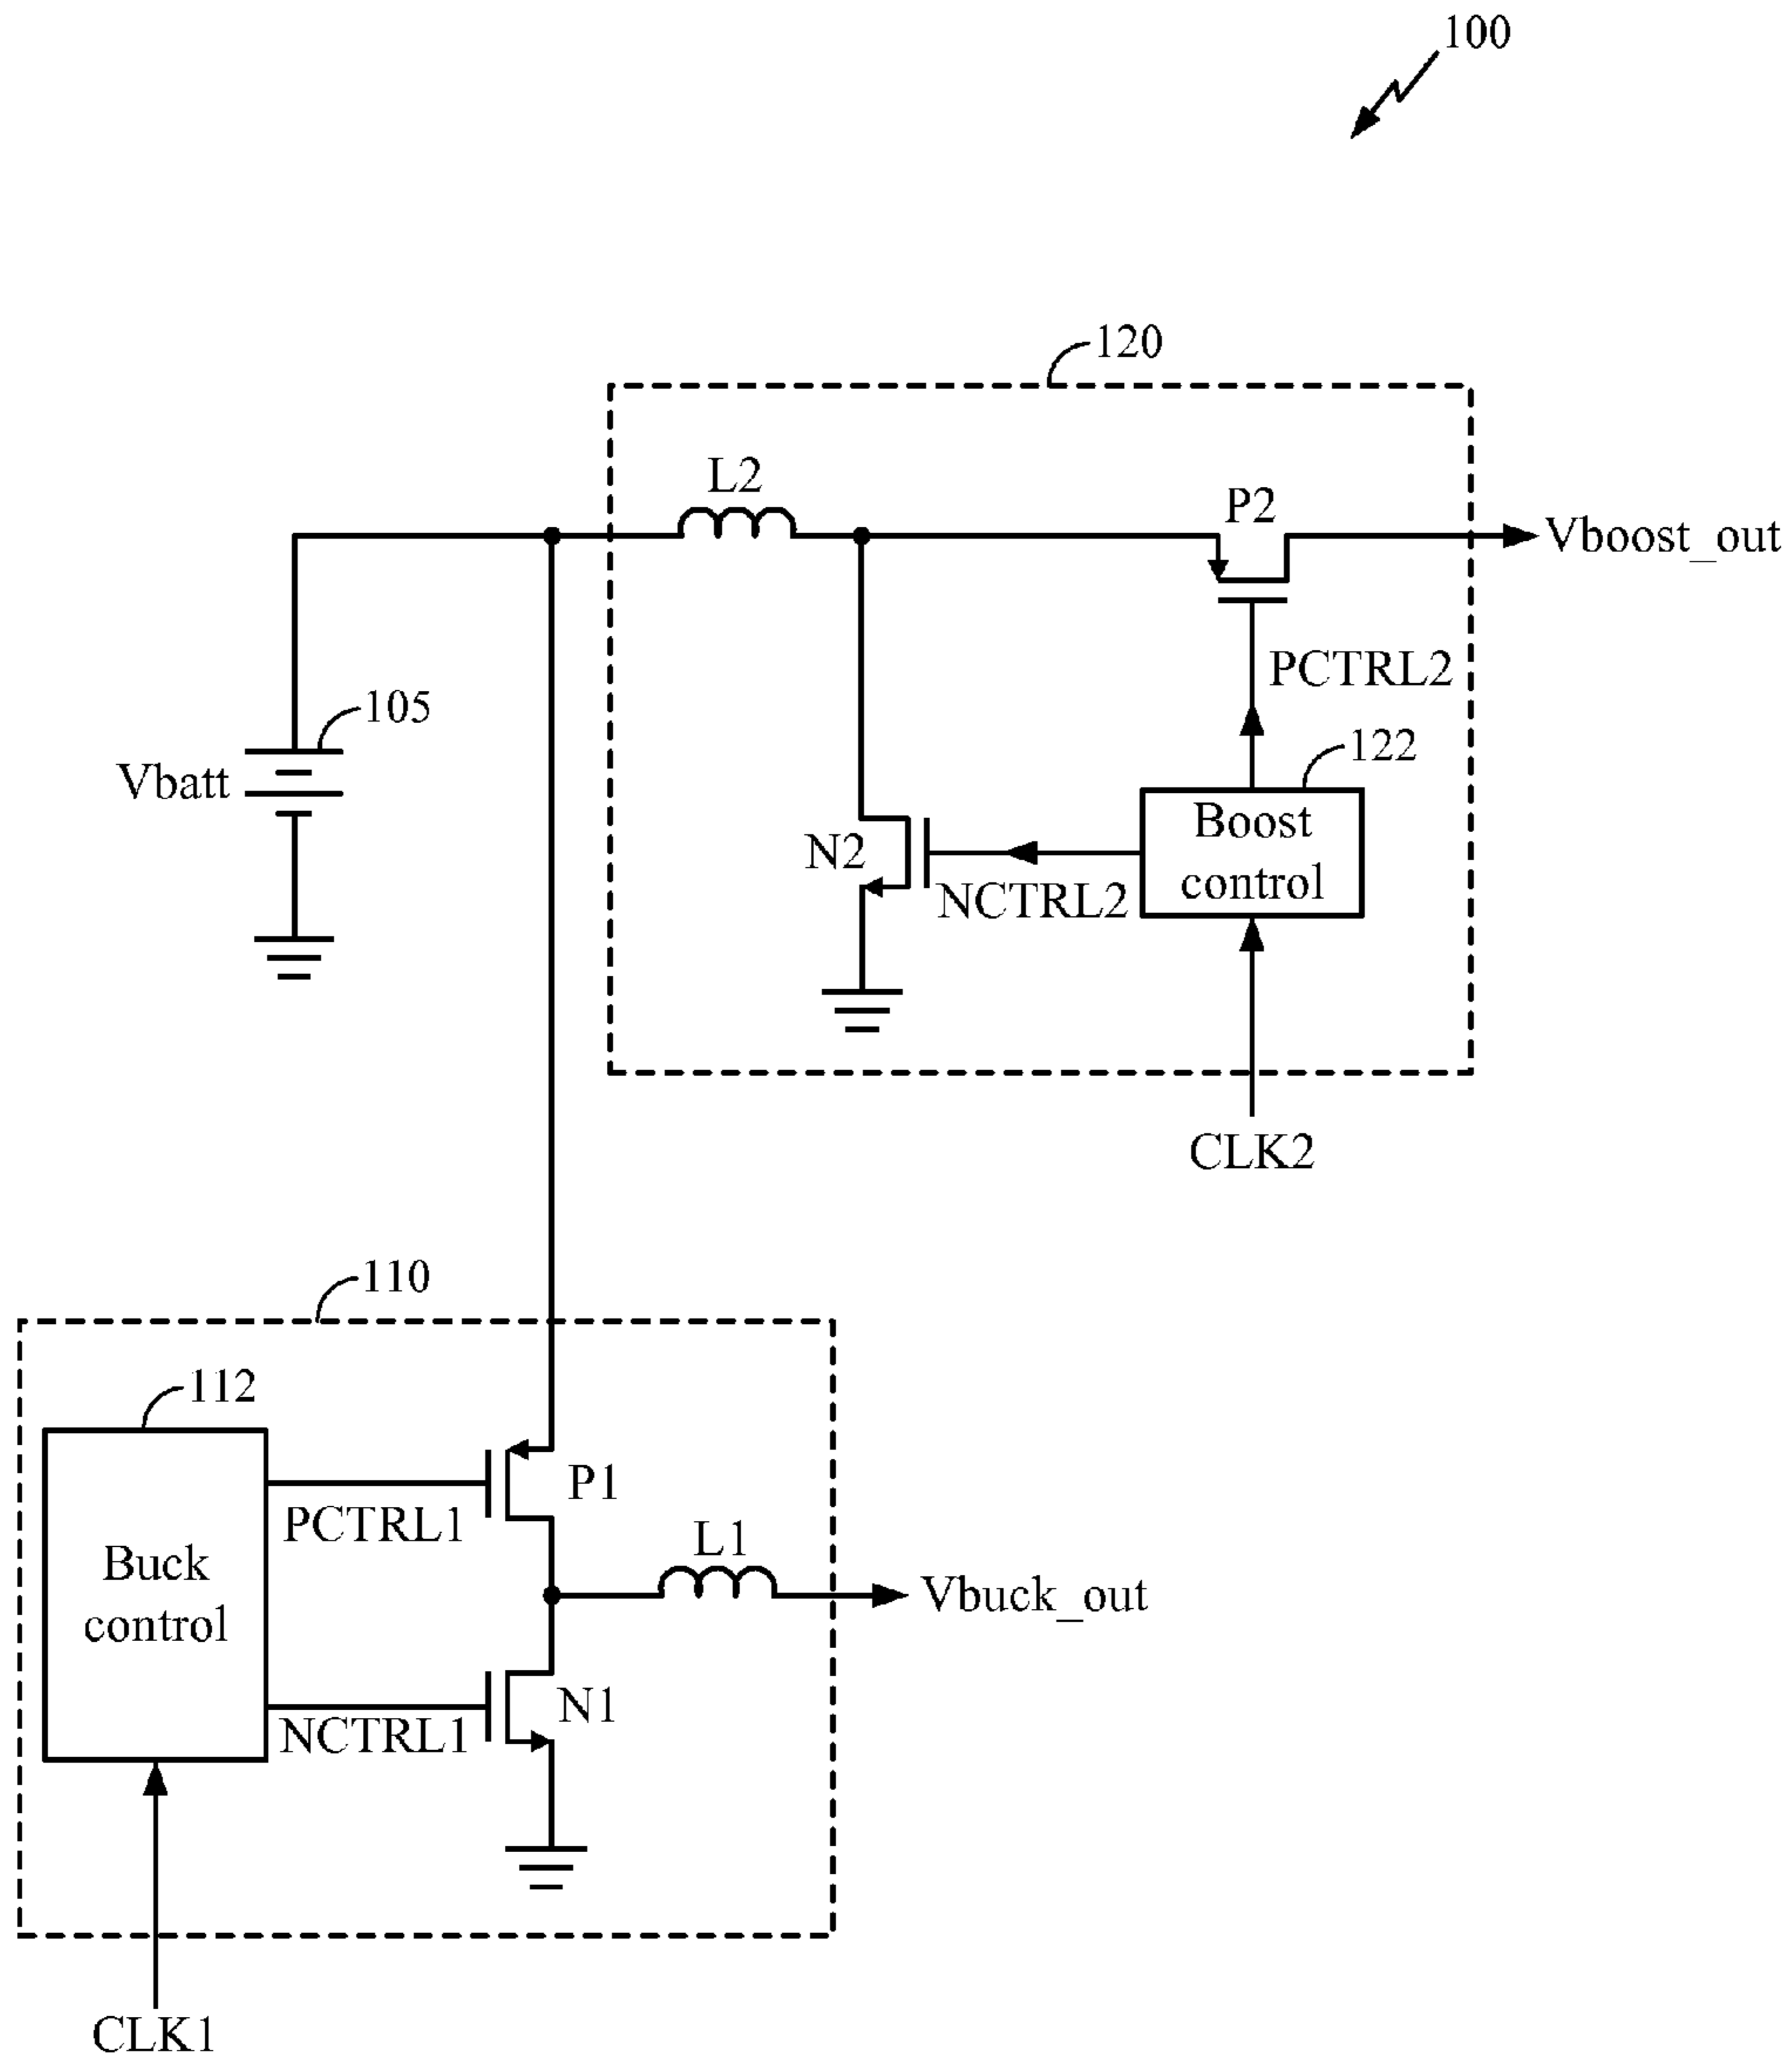 100
120
L2
P2
Vboost_out
PCTRL2
105
122
Vbatt
Boost
control
N2
NCTRL2
CLK2
110
112
P1
PCTRL1
L1
Buck
control
Vbuck_out
N1
NCTRL1
CLK1